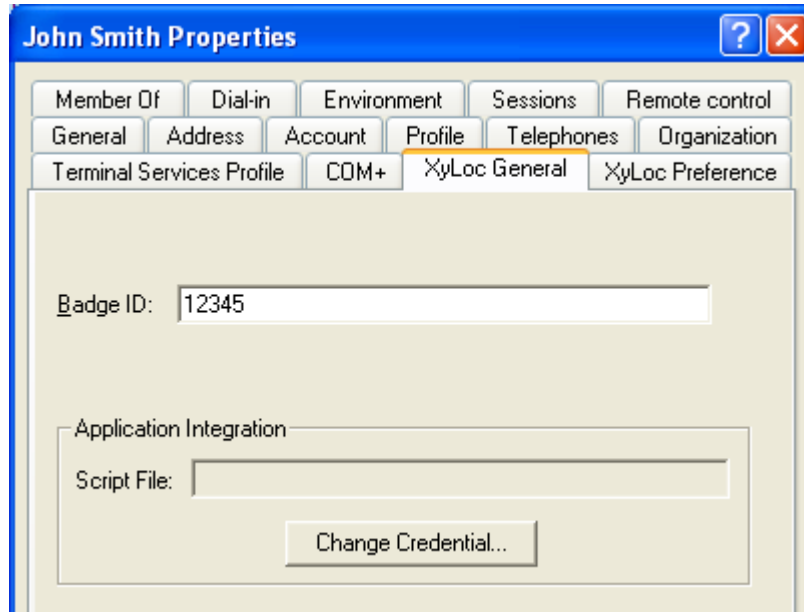 John Smith Properties
Member Of Dial-in Environment Sessions Remote control
General Address Account Profile Telephones Organization
Terminal Services Profile COM+ XyLoc General XyLoc Preference
Badge ID: 12345
Application Integration
Script File:
Change Credential...